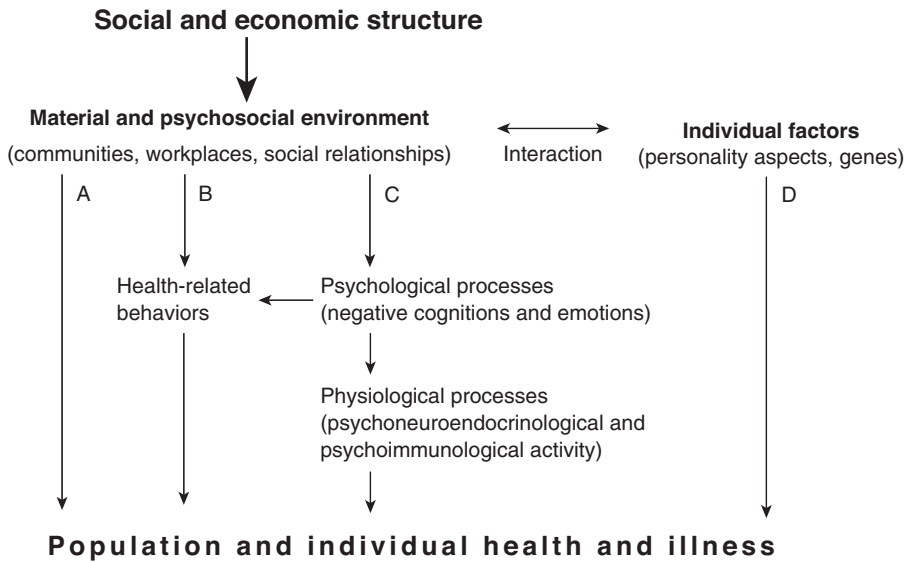 Social and economic structure
Material and psychosocial environment
(communities, workplaces, social relationships)
Interaction
Individual factors
(personality aspects, genes)
A
B
C
D
Health-related
behaviors
Psychological processes
(negative cognitions and emotions)
Physiological processes
(psychoneuroendocrinological and
psychoimmunological activity)
Population and individual health and illness